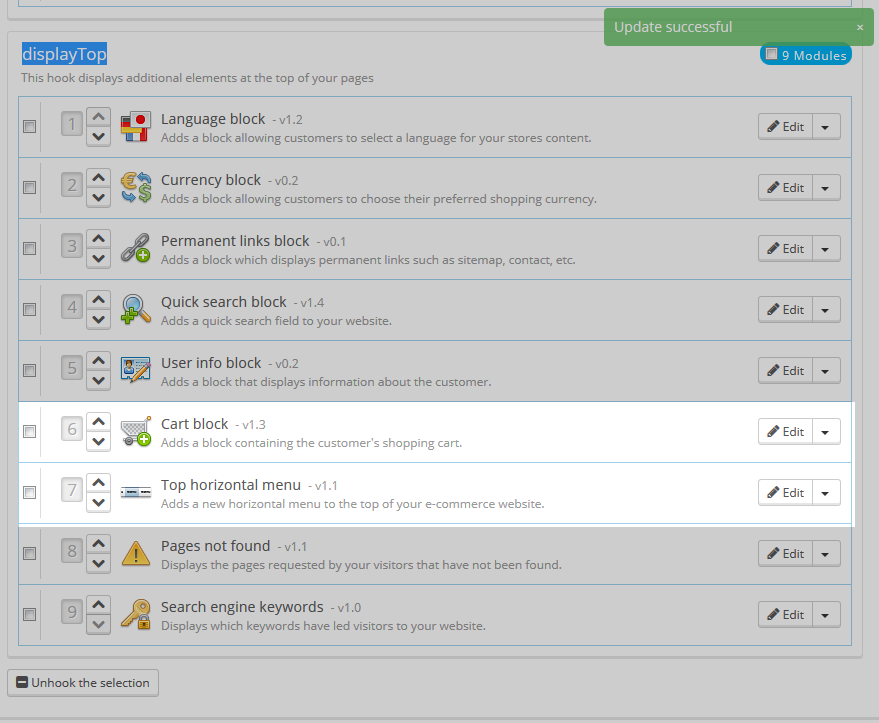 Update successful ×
displayTop
9 Modules
This hook displays additional elements at the top of your pages
1 Language block - v1.2 Edit
Adds a block allowing customers to select a language for your stores content.
2 Currency block - v0.2 Edit
Adds a block allowing customers to choose their preferred shopping currency.
3 Permanent links block - v0.1 Edit
Adds a block which displays permanent links such as sitemap, contact, etc.
4 Quick search block - v1.4 Edit
Adds a quick search field to your website.
5 User info block - v0.2 Edit
Adds a block that displays information about the customer.
6 Cart block - v1.3 Edit
Adds a block containing the customer's shopping cart.
7 Top horizontal menu - v1.1 Edit
Adds a new horizontal menu to the top of your e-commerce website.
8 Pages not found - v1.1 Edit
Displays the pages requested by your visitors that have not been found.
9 Search engine keywords - v1.0 Edit
Displays which keywords have led visitors to your website.
Unhook the selection